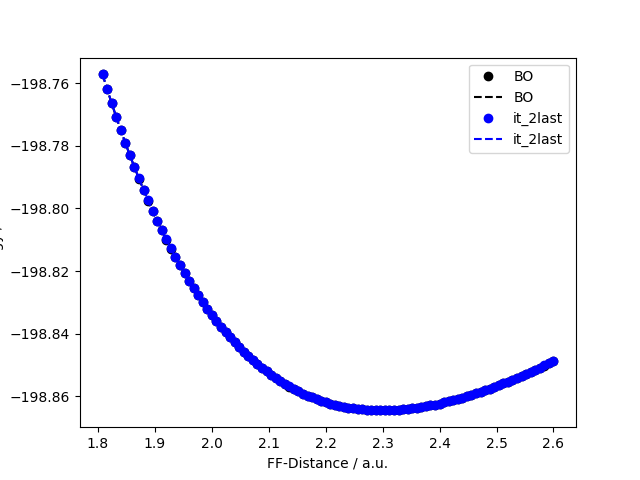 BO
BO
it_2last
it_2last
−198.76
−198.78
−198.80
−198.82
−198.84
−198.86
1.8 1.9 2.0 2.1 2.2 2.3 2.4 2.5 2.6
FF-Distance / a.u.